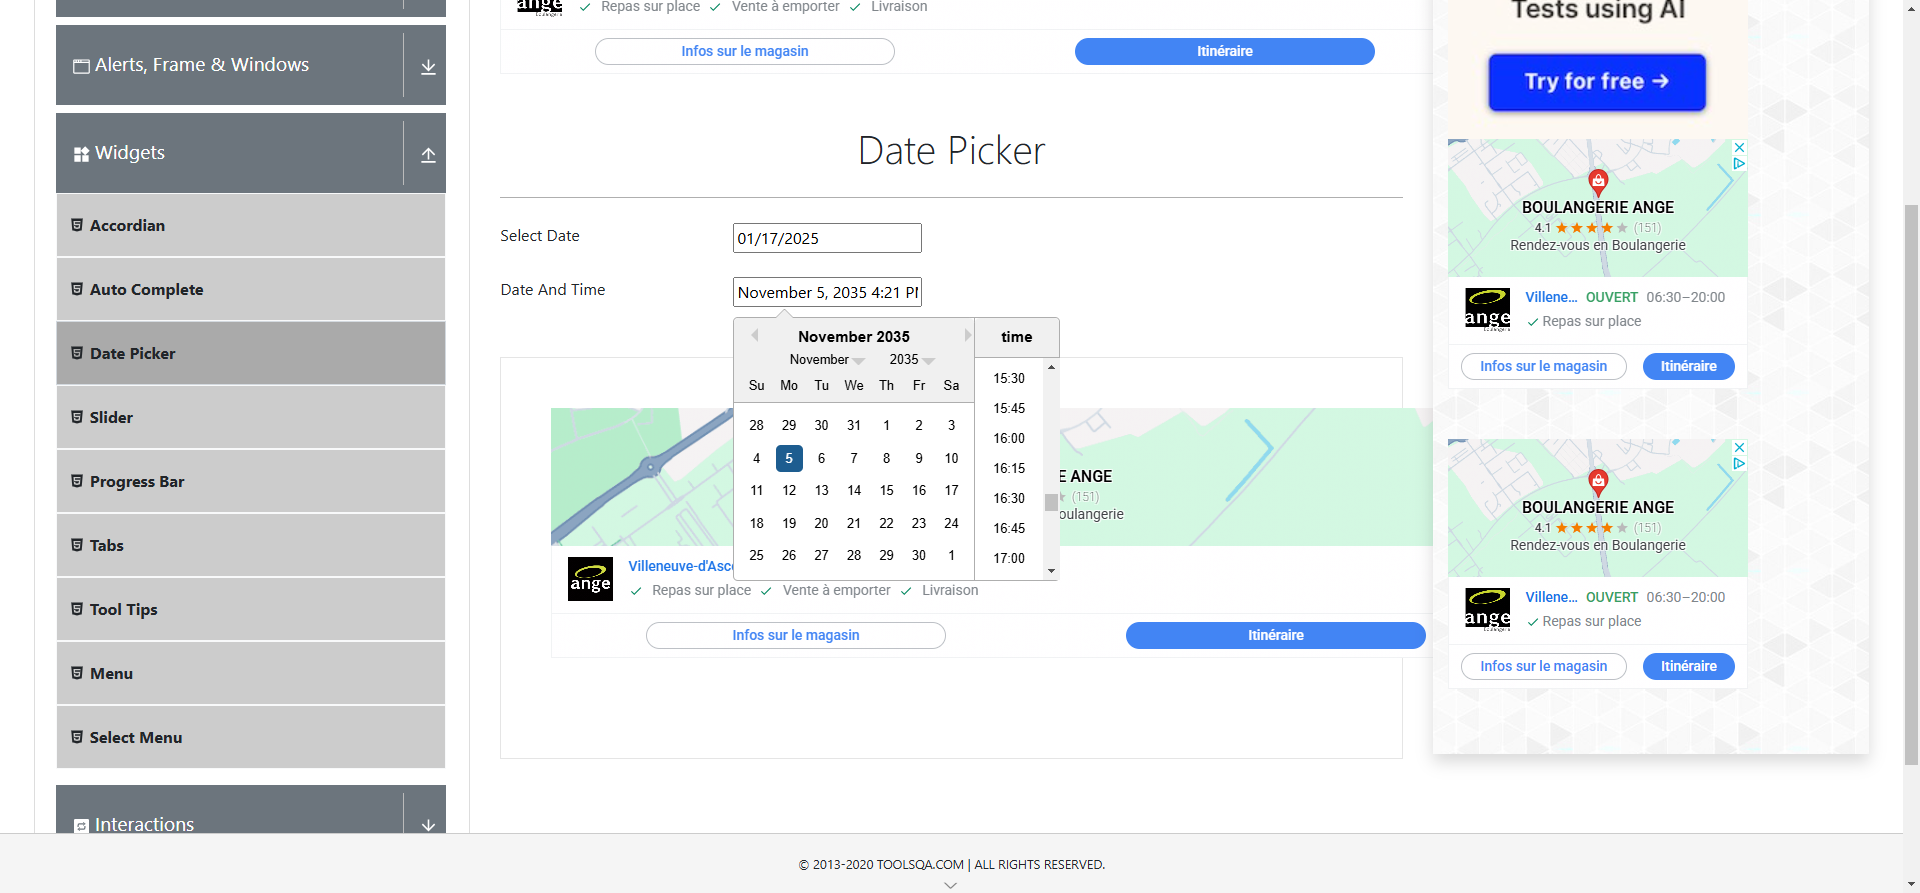 ange
Boulangerie
Repas sur place
Vente à emporter
Livraison
Infos sur le magasin
Itinéraire
Tests using AI
Try for free →
Alerts, Frame & Windows
Widgets
Accordian
Auto Complete
Date Picker
Slider
Progress Bar
Tabs
Tool Tips
Menu
Select Menu
Interactions
Date Picker
Select Date
01/17/2025
Date And Time
November 5, 2035 4:21 PM
November 2035
November
2035
Su Mo Tu We Th Fr Sa
28 29 30 31 1 2 3
4 5 6 7 8 9 10
11 12 13 14 15 16 17
18 19 20 21 22 23 24
25 26 27 28 29 30 1
time
15:30
15:45
16:00
16:15
16:30
16:45
17:00
E ANGE
(151)
oulangerie
ange
Villeneuve-d'Asc
Repas sur place
Vente à emporter
Livraison
Infos sur le magasin
Itinéraire
BOULANGERIE ANGE
4.1 (151)
Rendez-vous en Boulangerie
ange
Villene... OUVERT 06:30–20:00
Repas sur place
Infos sur le magasin
Itinéraire
BOULANGERIE ANGE
4.1 (151)
Rendez-vous en Boulangerie
ange
Boulangerie
Villene... OUVERT 06:30–20:00
Repas sur place
Infos sur le magasin
Itinéraire
© 2013-2020 TOOLSQA.COM | ALL RIGHTS RESERVED.